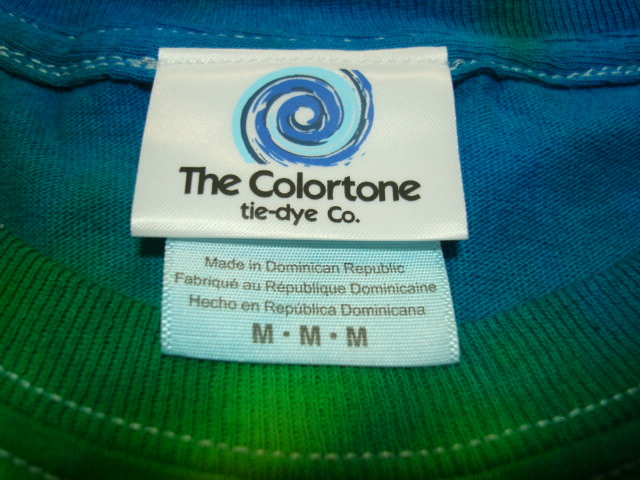 The Colortone
tie-dye Co.
Made in Dominican Republic
Fabriqué au République Dominicaine
Hecho en República Dominicana
M · M · M